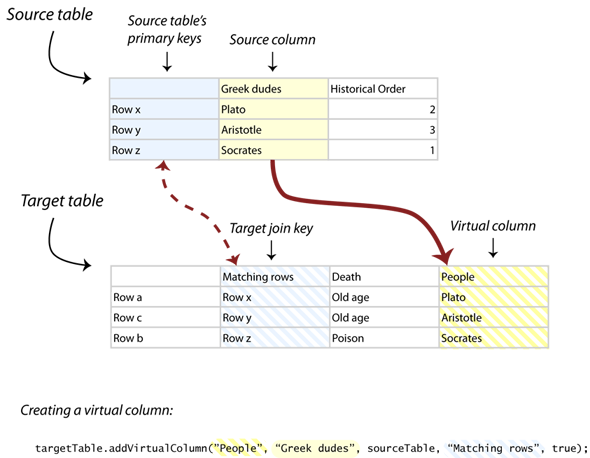 Source table
Source table's
primary keys
Source column
Greek dudes Historical Order
Row x Plato 2
Row y Aristotle 3
Row z Socrates 1
Target table
Target join key
Virtual column
Matching rows Death People
Row a Row x Old age Plato
Row c Row y Old age Aristotle
Row b Row z Poison Socrates
Creating a virtual column:
targetTable.addVirtualColumn("People", "Greek dudes", sourceTable, "Matching rows", true);